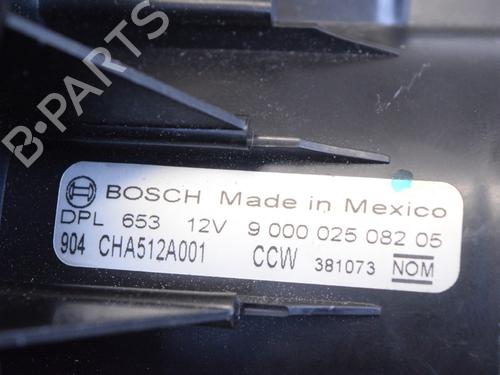 B-PARTS
BOSCH Made in Mexico
DPL 653 12V 9 000 025 082 05
904 CHA512A001 CCW 381073 NOM